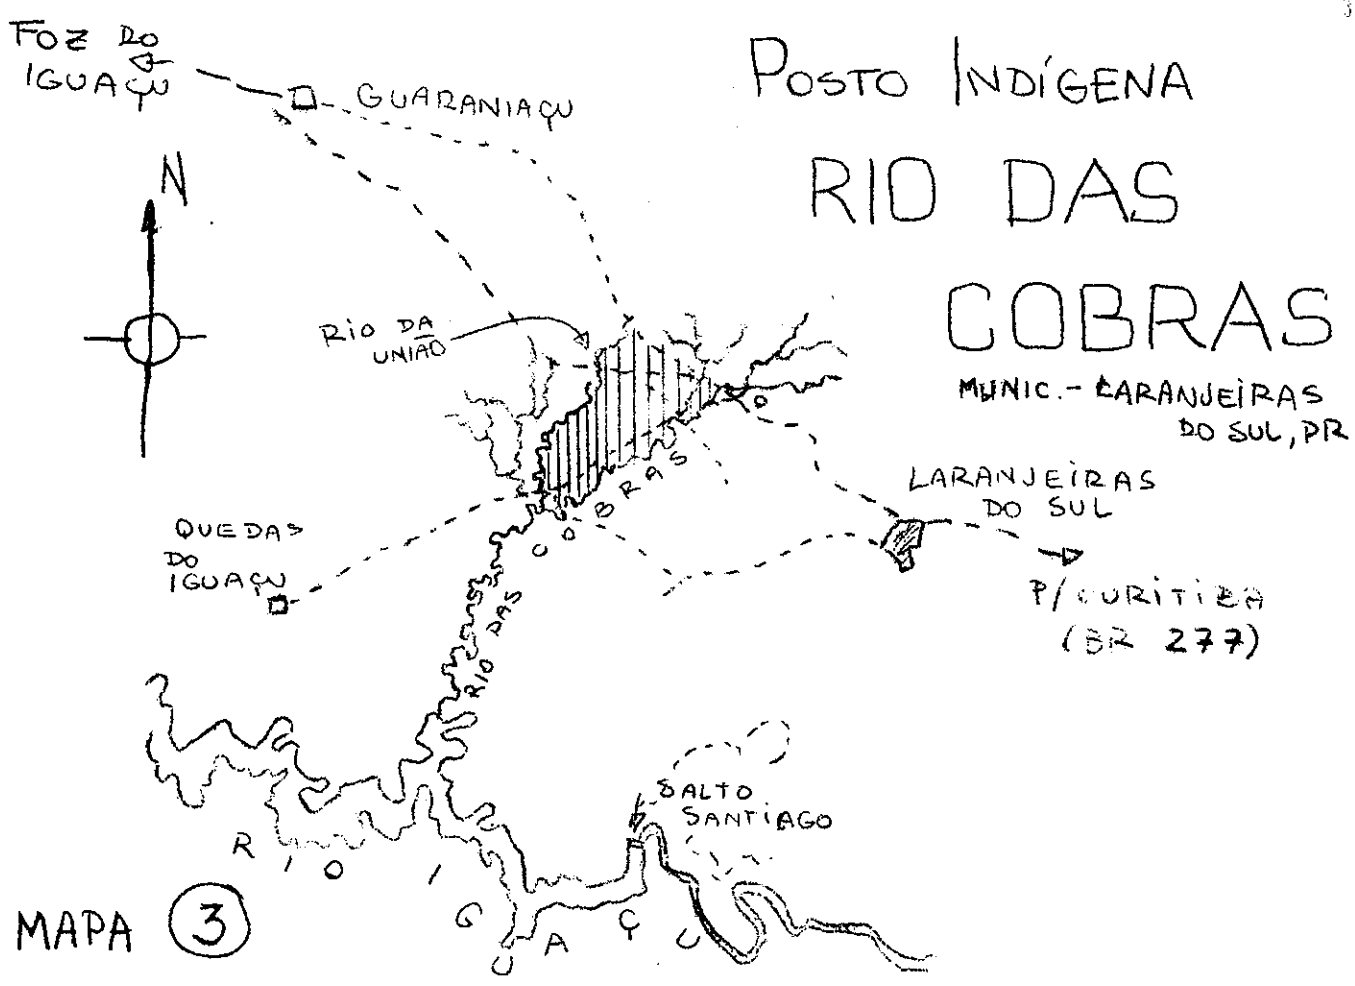 FOZ DO
IGUAÇU
GUARANIAÇU
POSTO INDÍGENA
RIO DAS
COBRAS
MUNIC.- LARANJEIRAS
DO SUL, PR
N
RIO DA
UNIÃO
LARANJEIRAS
DO SUL
P/CURITIBA
(BR 277)
QUEDAS
DO
IGUAÇU
RIO DAS COBRAS
SALTO
SANTIAGO
RIO IGUAÇU
MAPA 3